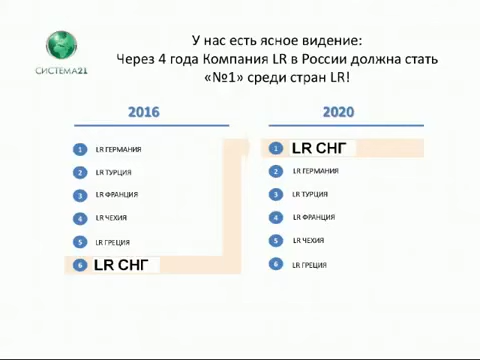 У нас есть ясное видение:
Через 4 года Компания LR в России должна стать
«№1» среди стран LR!
СИСТЕМА21
2016
1 LR ГЕРМАНИЯ
2 LR ТУРЦИЯ
3 LR ФРАНЦИЯ
4 LR ЧЕХИЯ
5 LR ГРЕЦИЯ
6 LR СНГ
2020
1 LR СНГ
2 LR ГЕРМАНИЯ
3 LR ТУРЦИЯ
4 LR ФРАНЦИЯ
5 LR ЧЕХИЯ
6 LR ГРЕЦИЯ